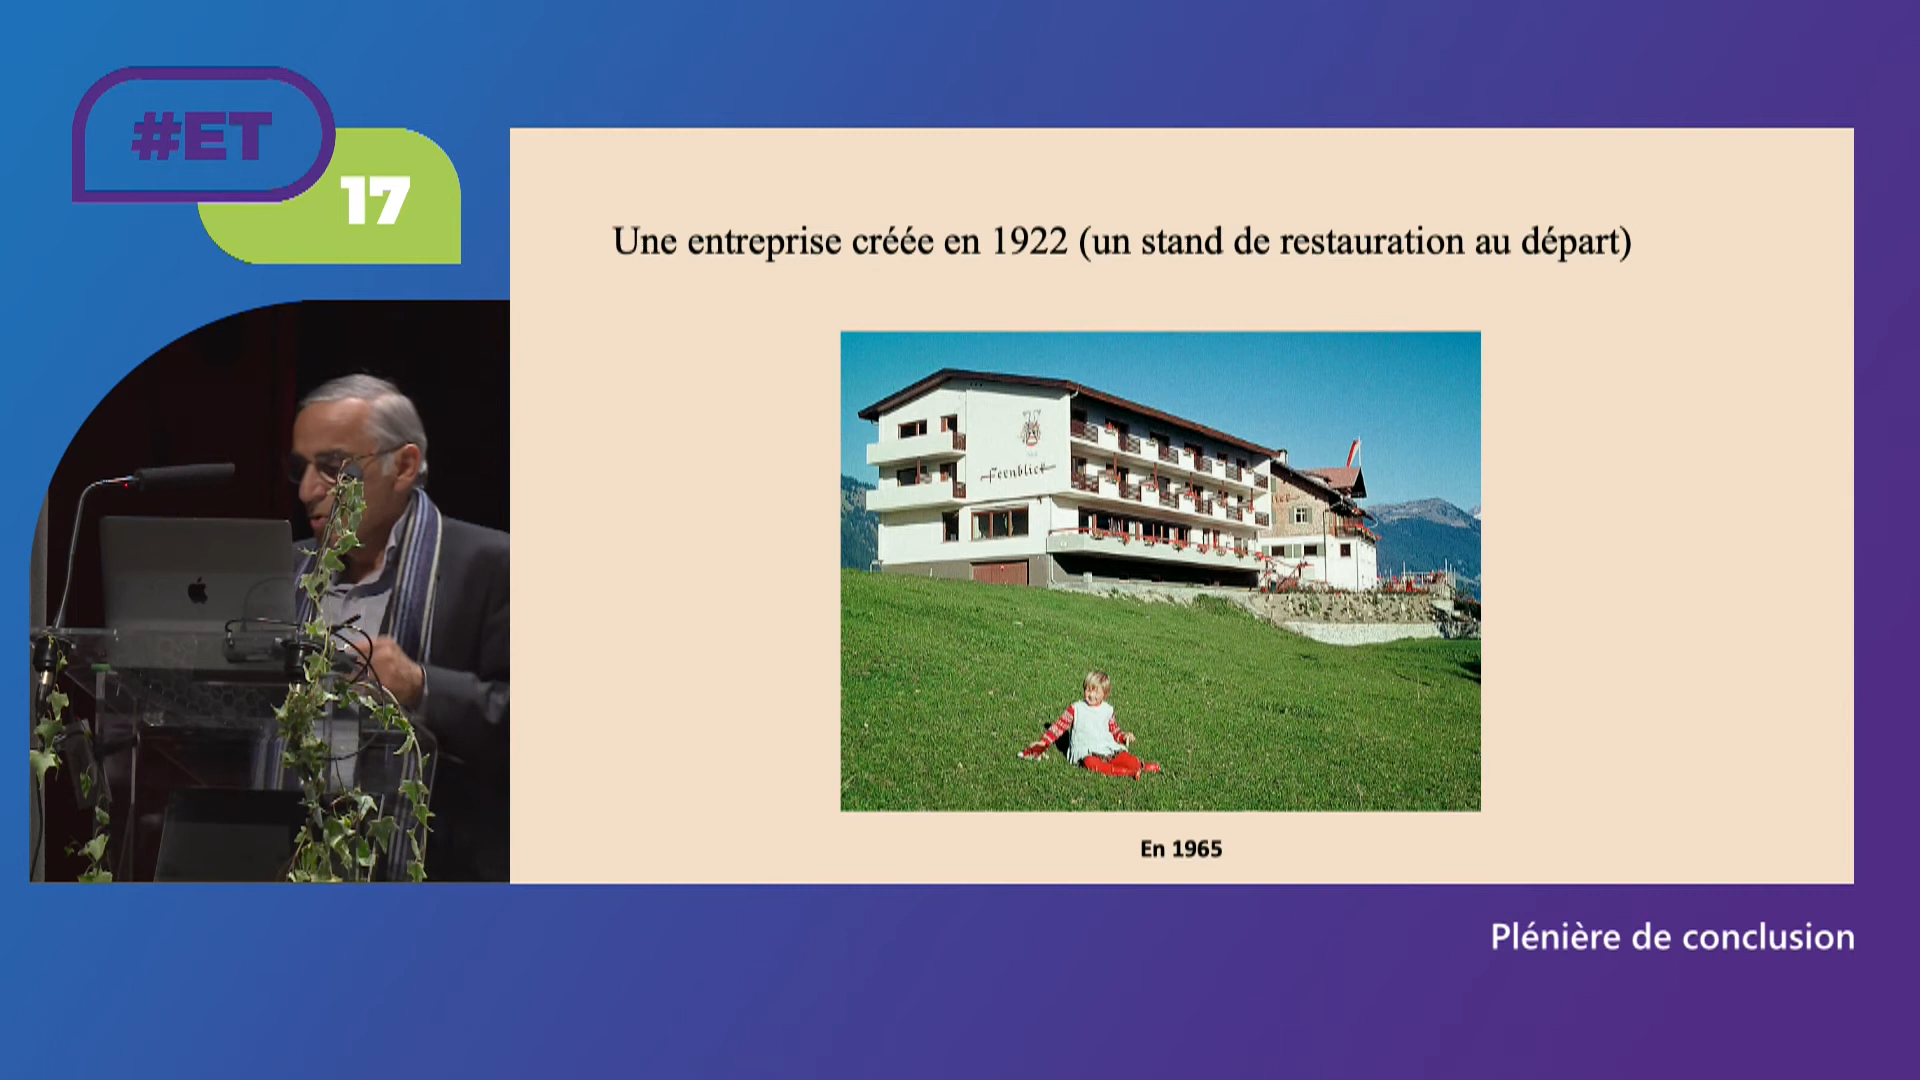 #ET
17
Une entreprise créée en 1922 (un stand de restauration au départ)
Fernblick
En 1965
Plénière de conclusion